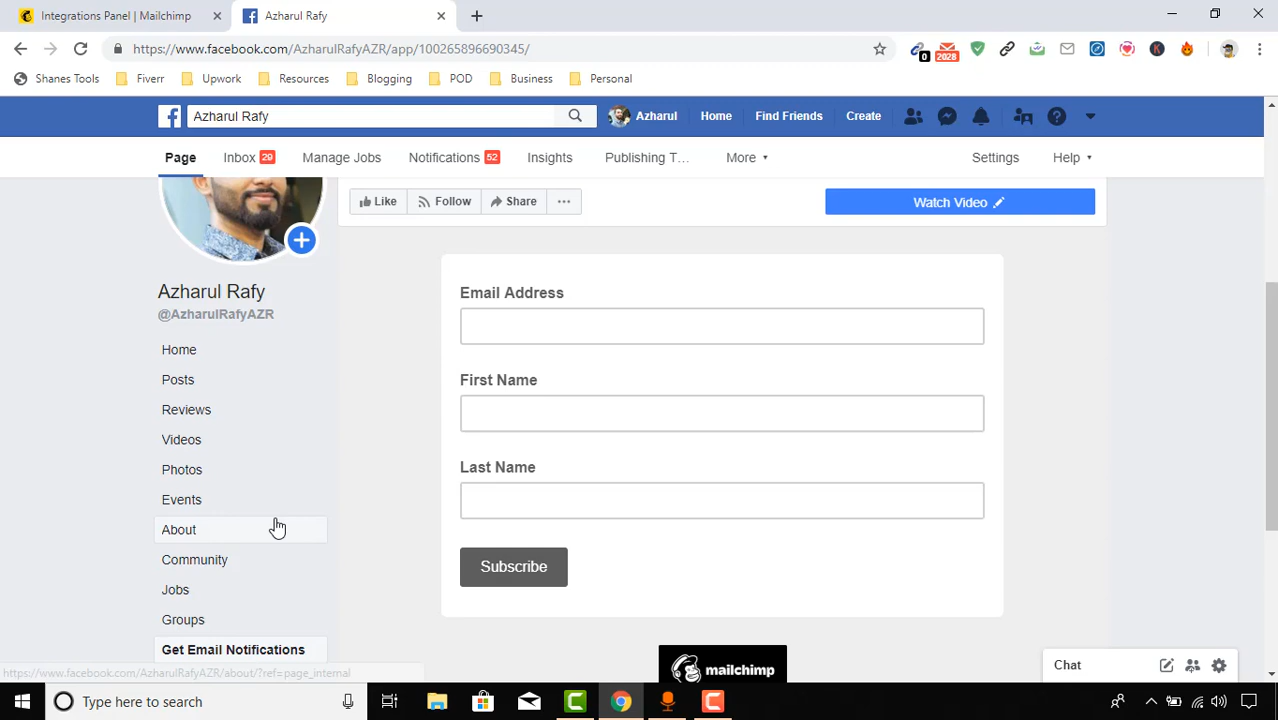 Integrations Panel | Mailchimp
Azharul Rafy
https://www.facebook.com/AzharulRafyAZR/app/100265896690345/
0
2028
K
Shanes Tools
Fiverr
Upwork
Resources
Blogging
POD
Business
Personal
Azharul Rafy
Azharul
Home
Find Friends
Create
Page
Inbox 29
Manage Jobs
Notifications 52
Insights
Publishing T...
More
Settings
Help
Like
Follow
Share
Watch Video
Azharul Rafy
@AzharulRafyAZR
Home
Posts
Reviews
Videos
Photos
Events
About
Community
Jobs
Groups
Get Email Notifications
Email Address
First Name
Last Name
Subscribe
mailchimp
Chat
https://www.facebook.com/AzharulRafyAZR/about/?ref=page_internal
Type here to search